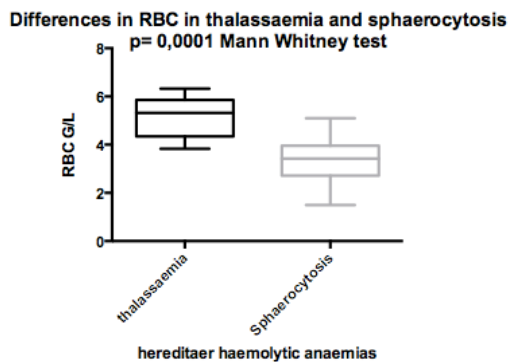 Differences in RBC in thalassaemia and sphaerocytosis
p= 0,0001 Mann Whitney test
8
6
4
2
0
RBC G/L
thalassaemia
Sphaerocytosis
hereditaer haemolytic anaemias